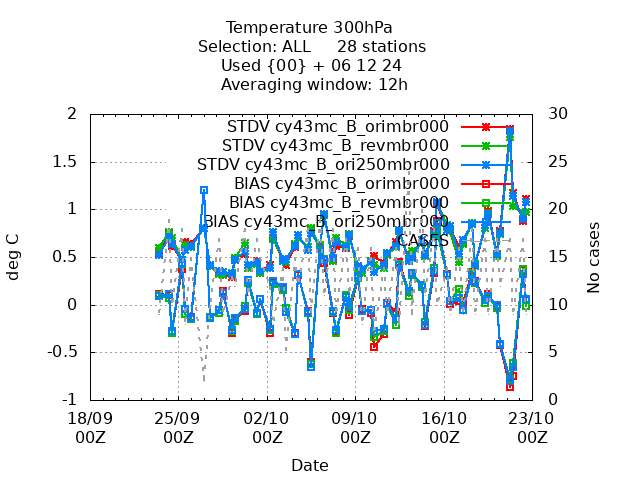 Temperature 300hPa
Selection: ALL     28 stations
Used {00} + 06 12 24
Averaging window: 12h
STDV cy43mc_B_orimbr000
STDV cy43mc_B_revmbr000
STDV cy43mc_B_ori250mbr000
BIAS cy43mc_B_orimbr000
BIAS cy43mc_B_revmbr000
BIAS cy43mc_B_ori250mbr000
CASES
2
1.5
1
0.5
0
-0.5
-1
deg C
30
25
20
15
10
5
0
No cases
18/09 25/09 02/10 09/10 16/10 23/10
00Z 00Z 00Z 00Z 00Z 00Z
Date